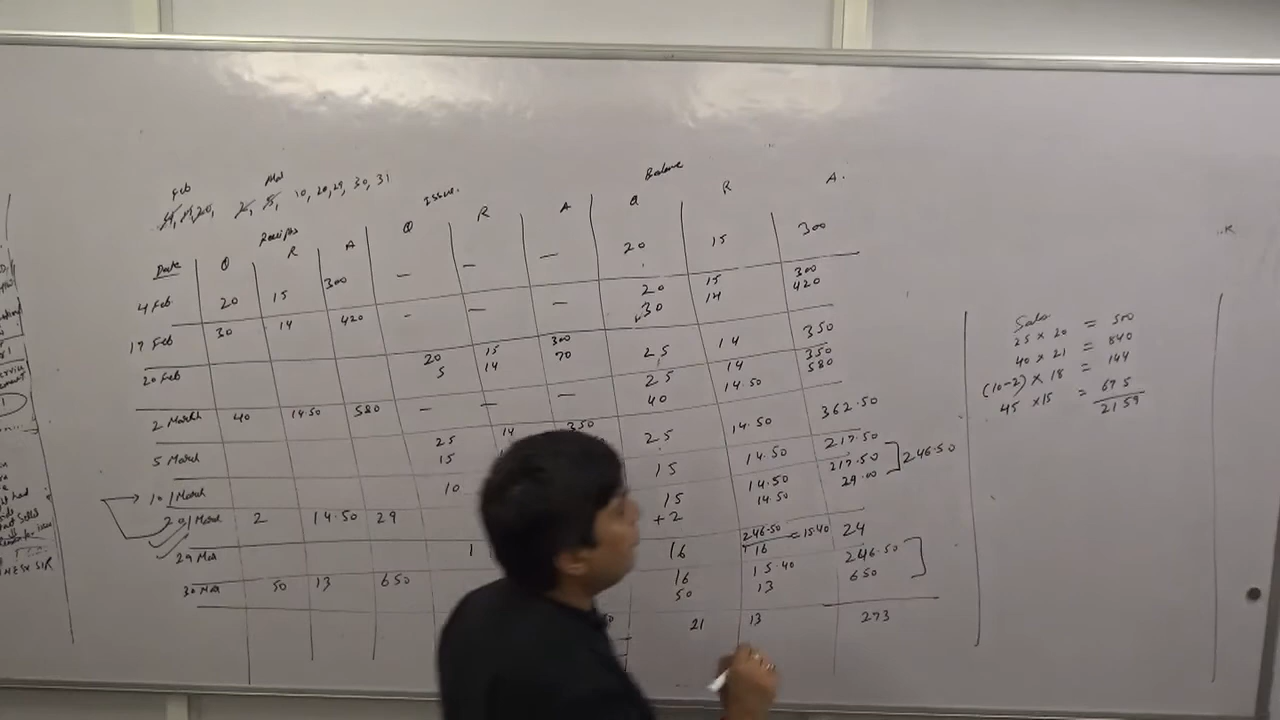 Feb Mar
10, 20, 29, 30, 31
Receipts Issue. Balance
Date Q R A Q R A Q R A.
4 Feb 20 15 300 — — — 20 15 300
17 Feb 30 14 420 - - — 20 15 300
30 14 420
20 Feb 20 15 300 25 14 350
5 14 70
2 March 40 14.50 580 — — — 25 14 350
40 14.50 580
5 March 25 14 350 25 14.50 362.50
15
10 March 10 15 14.50 217.50
20 March 2 14.50 29 15 14.50 217.50
+2 14.50 29.00
246.50
29 Mar 1 16 246.50 = 15.40 24
16
30 Mar 50 13 650 16 15.40 246.50
50 13 650
21 13 273
Sales
25 x 20 = 500
40 x 21 = 840
(10-2) x 18 = 144
45 x 15 = 675
2159